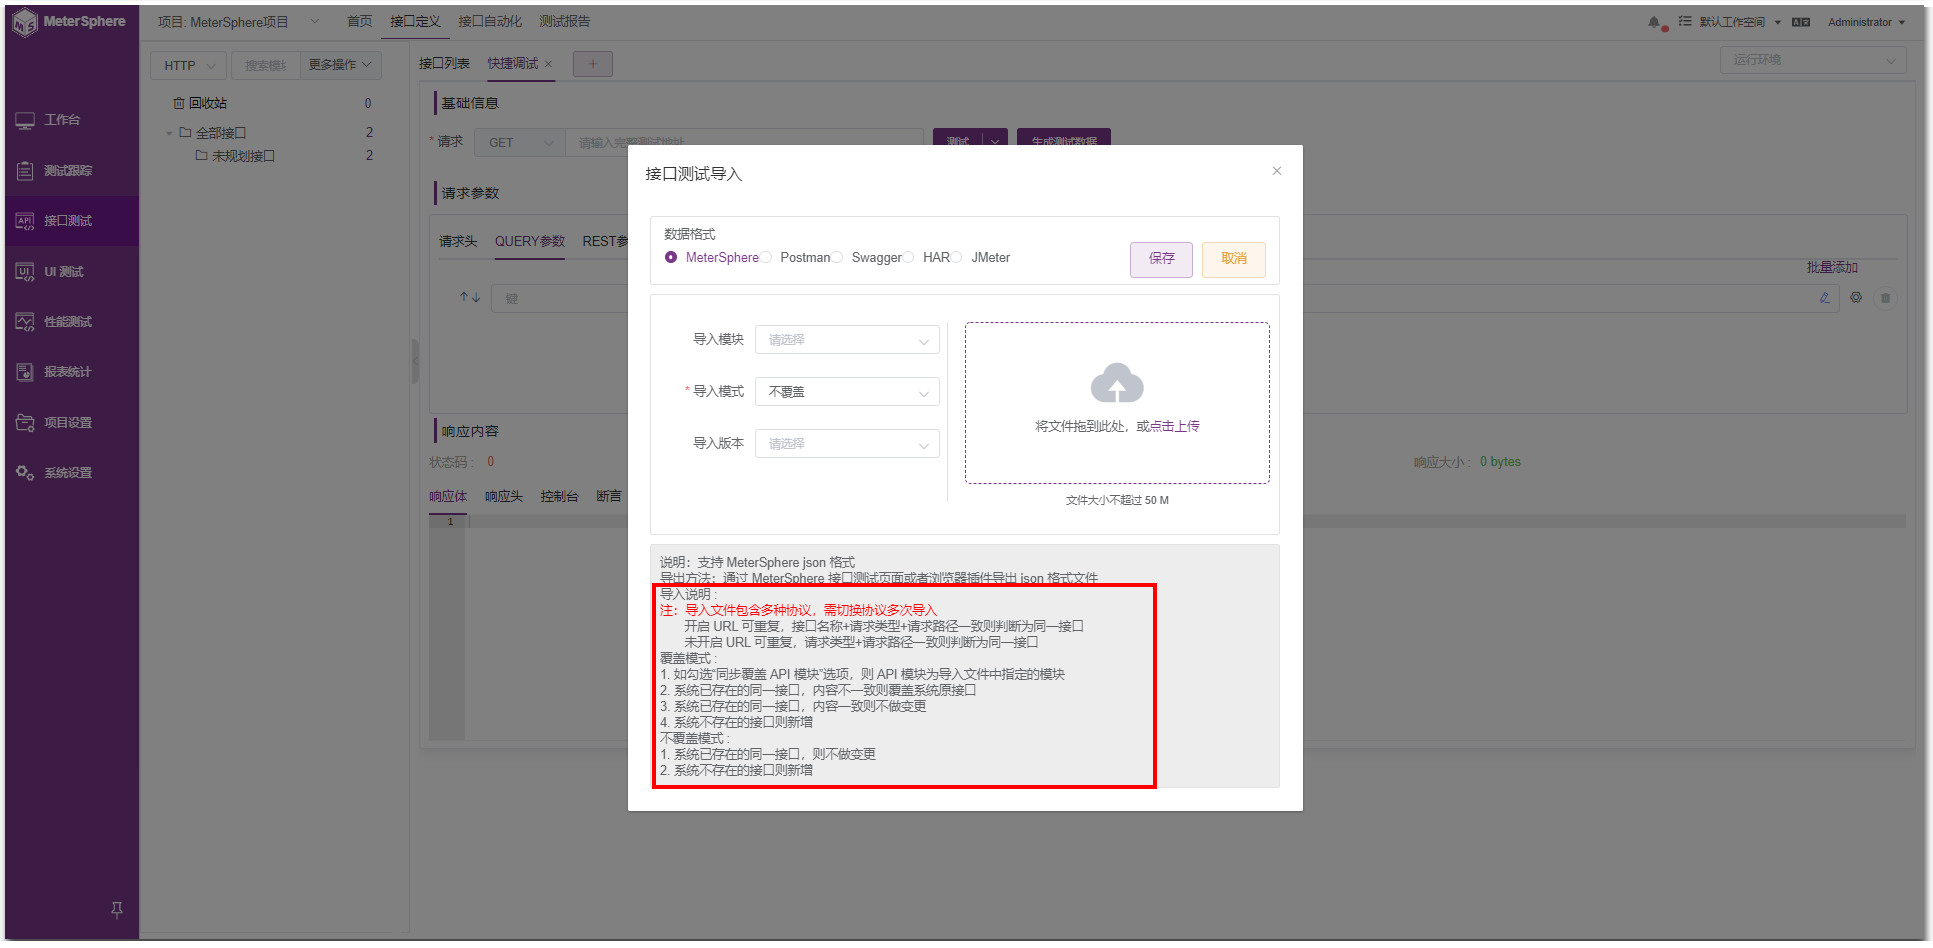 MeterSphere
项目: MeterSphere项目
首页
接口定义
接口自动化
测试报告
默认工作空间
Administrator
工作台
测试跟踪
接口测试
UI 测试
性能测试
报表统计
项目设置
系统设置
HTTP
搜索模块
更多操作
回收站 0
全部接口 2
未规划接口 2
接口列表
快捷调试
运行环境
基础信息
* 请求
GET
请输入完整测试地址
测试
生成测试数据
请求参数
请求头
QUERY参数
REST参
批量添加
键
响应内容
状态码 : 0
响应大小 : 0 bytes
响应体
响应头
控制台
断言
1
接口测试导入
数据格式
MeterSphere
Postman
Swagger
HAR
JMeter
保存
取消
导入模块
请选择
* 导入模式
不覆盖
导入版本
请选择
将文件拖到此处，或点击上传
文件大小不超过 50 M
说明：支持 MeterSphere json 格式
导出方法：通过 MeterSphere 接口测试页面或者浏览器插件导出 json 格式文件
导入说明 :
注：导入文件包含多种协议，需切换协议多次导入
开启 URL 可重复，接口名称+请求类型+请求路径一致则判断为同一接口
未开启 URL 可重复，请求类型+请求路径一致则判断为同一接口
覆盖模式 :
1. 如勾选“同步覆盖 API 模块”选项，则 API 模块为导入文件中指定的模块
2. 系统已存在的同一接口，内容不一致则覆盖系统原接口
3. 系统已存在的同一接口，内容一致则不做变更
4. 系统不存在的接口则新增
不覆盖模式 :
1. 系统已存在的同一接口，则不做变更
2. 系统不存在的接口则新增